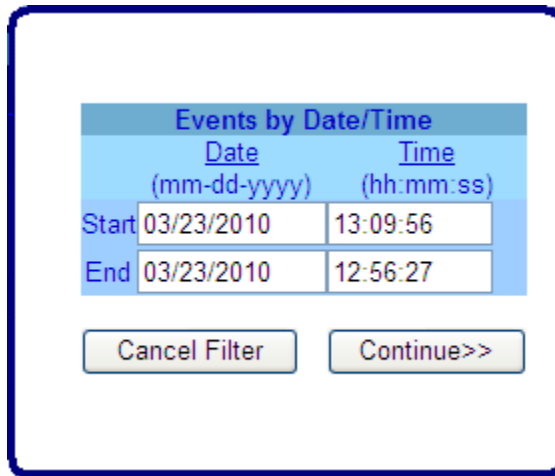 Events by Date/Time
Date Time
(mm-dd-yyyy) (hh:mm:ss)
Start 03/23/2010 13:09:56
End 03/23/2010 12:56:27
Cancel Filter Continue>>